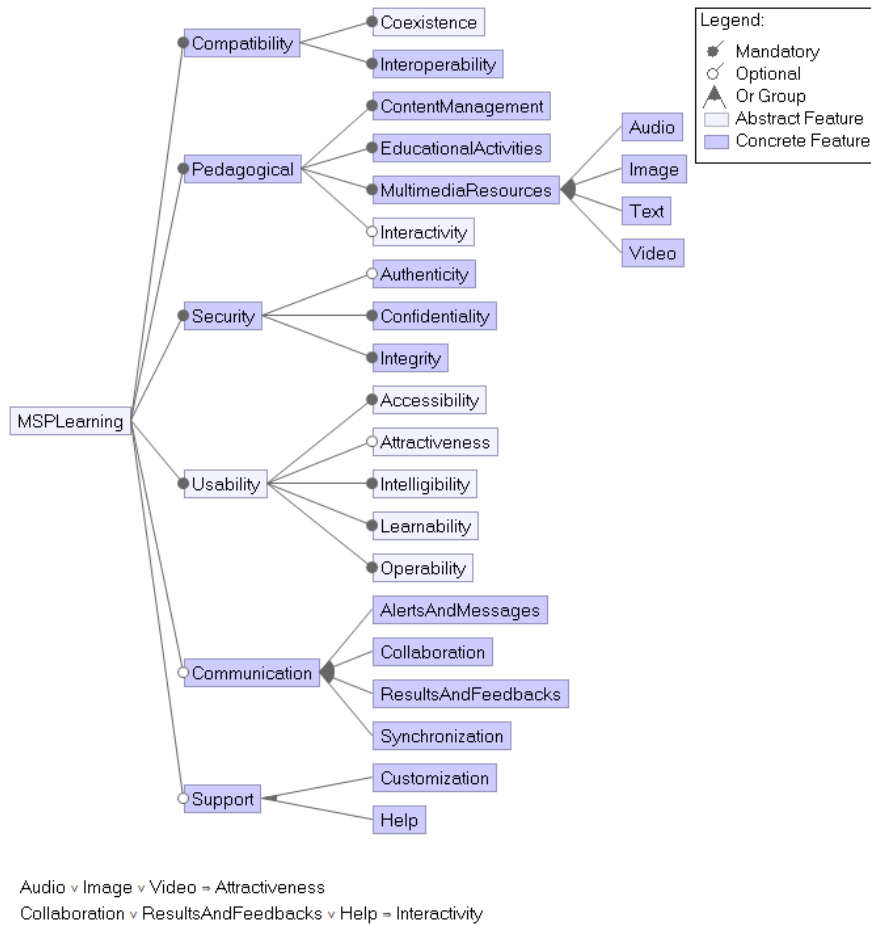 Legend:
Mandatory
Optional
Or Group
Abstract Feature
Concrete Feature
MSPLearning
Compatibility
Coexistence
Interoperability
Pedagogical
ContentManagement
EducationalActivities
MultimediaResources
Audio
Image
Text
Video
Interactivity
Security
Authenticity
Confidentiality
Integrity
Usability
Accessibility
Attractiveness
Intelligibility
Learnability
Operability
Communication
AlertsAndMessages
Collaboration
ResultsAndFeedbacks
Synchronization
Support
Customization
Help
Audio ∨ Image ∨ Video ⇒ Attractiveness
Collaboration ∨ ResultsAndFeedbacks ∨ Help ⇒ Interactivity